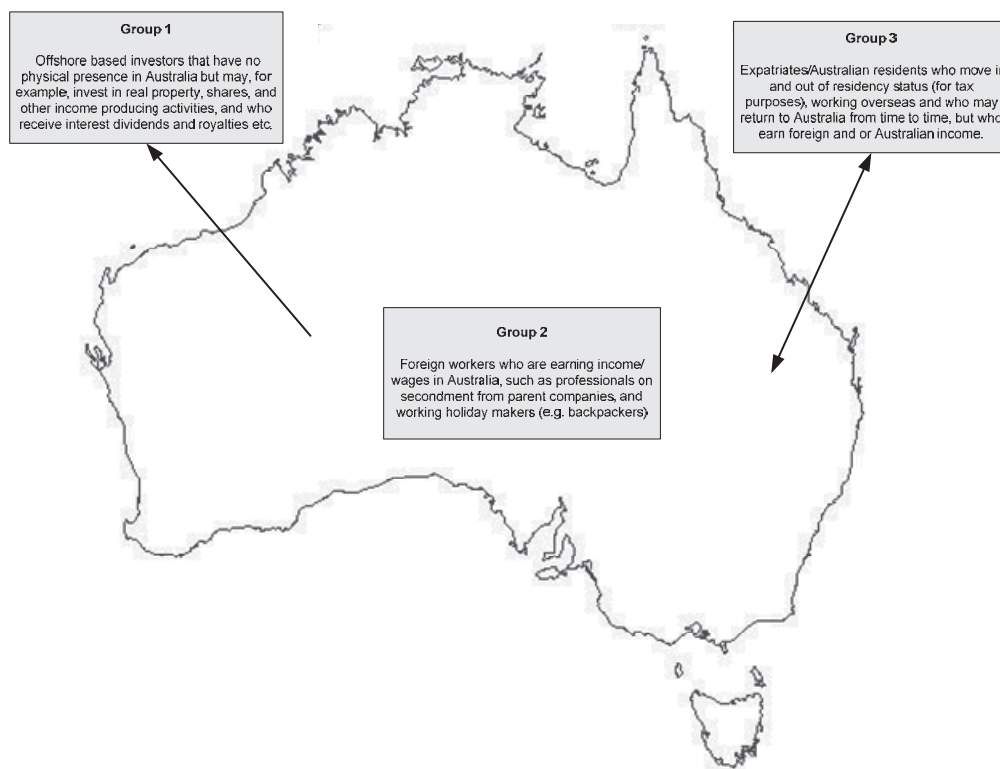 Group 1
Offshore based investors that have no
physical presence in Australia but may, for
example, invest in real property, shares, and
other income producing activities, and who
receive interest dividends and royalties etc.
Group 3
Expatriates/Australian residents who move in
and out of residency status (for tax
purposes), working overseas and who may
return to Australia from time to time, but who
earn foreign and or Australian income.
Group 2
Foreign workers who are earning income/
wages in Australia, such as professionals on
secondment from parent companies, and
working holiday makers (e.g. backpackers)